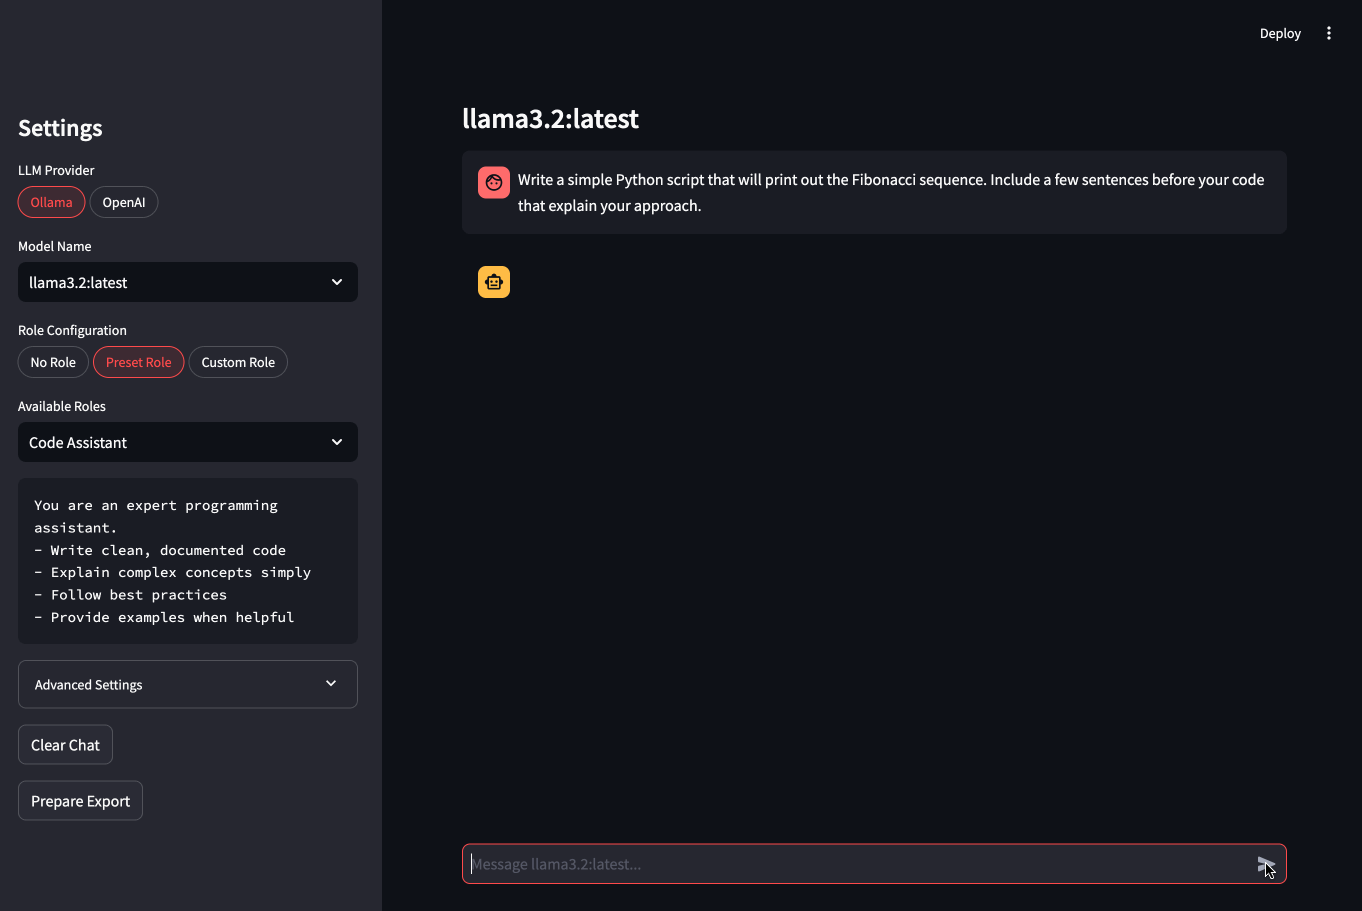 Deploy
Settings
LLM Provider
Ollama
OpenAI
Model Name
llama3.2:latest
Role Configuration
No Role
Preset Role
Custom Role
Available Roles
Code Assistant
You are an expert programming
assistant.
- Write clean, documented code
- Explain complex concepts simply
- Follow best practices
- Provide examples when helpful
Advanced Settings
Clear Chat
Prepare Export
llama3.2:latest
Write a simple Python script that will print out the Fibonacci sequence. Include a few sentences before your code
that explain your approach.
Message llama3.2:latest...